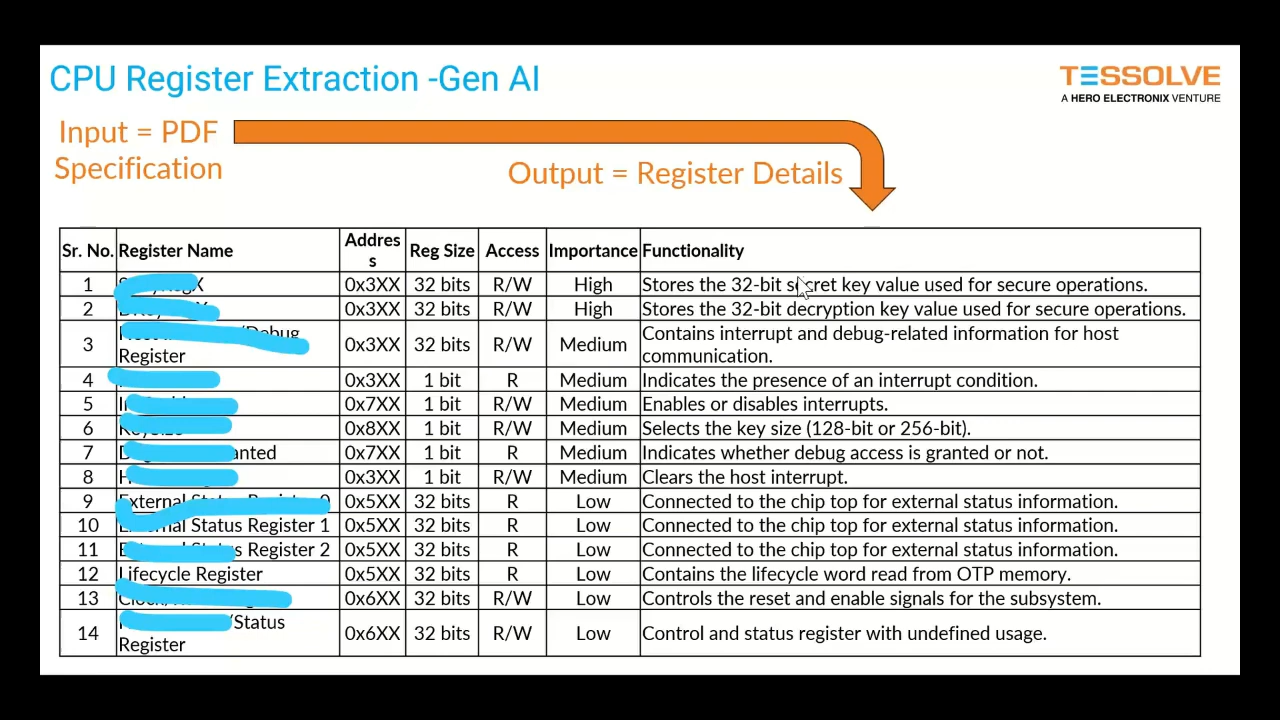 CPU Register Extraction -Gen AI
TESSOLVE
A HERO ELECTRONIX VENTURE
Input = PDF
Specification
Output = Register Details
Sr. No. Register Name Addres
s Reg Size Access Importance Functionality
1 0x3XX 32 bits R/W High Stores the 32-bit secret key value used for secure operations.
2 0x3XX 32 bits R/W High Stores the 32-bit decryption key value used for secure operations.
3 /Debug
Register 0x3XX 32 bits R/W Medium Contains interrupt and debug-related information for host
communication.
4 0x3XX 1 bit R Medium Indicates the presence of an interrupt condition.
5 0x7XX 1 bit R/W Medium Enables or disables interrupts.
6 0x8XX 1 bit R/W Medium Selects the key size (128-bit or 256-bit).
7 0x7XX 1 bit R Medium Indicates whether debug access is granted or not.
8 0x3XX 1 bit R/W Medium Clears the host interrupt.
9 External Status Register 0 0x5XX 32 bits R Low Connected to the chip top for external status information.
10 External Status Register 1 0x5XX 32 bits R Low Connected to the chip top for external status information.
11 Status Register 2 0x5XX 32 bits R Low Connected to the chip top for external status information.
12 Lifecycle Register 0x5XX 32 bits R Low Contains the lifecycle word read from OTP memory.
13 0x6XX 32 bits R/W Low Controls the reset and enable signals for the subsystem.
14 /Status
Register 0x6XX 32 bits R/W Low Control and status register with undefined usage.